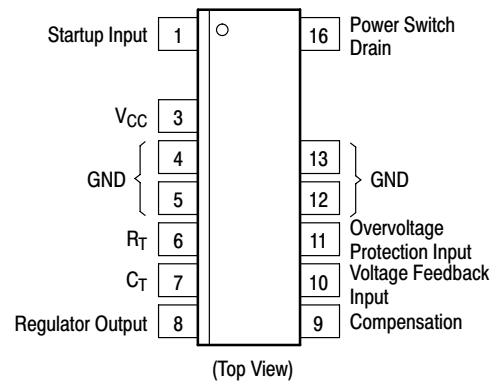 Startup Input 1
16 Power Switch
Drain
VCC 3
4
GND
5
13
GND
12
RT 6
11 Overvoltage
Protection Input
CT 7
10 Voltage Feedback
Input
Regulator Output 8
9 Compensation
(Top View)